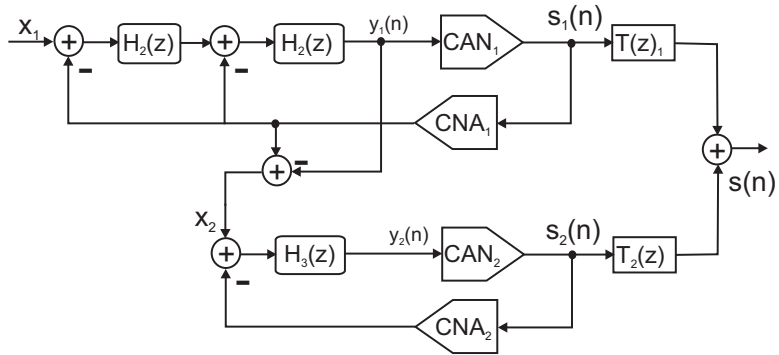 x₁
+
−
H₂(z)
+
−
H₂(z)
y₁(n)
CAN₁
s₁(n)
T(z)₁
CNA₁
+
−
+
s(n)
x₂
+
−
H₃(z)
y₂(n)
CAN₂
s₂(n)
T₂(z)
CNA₂